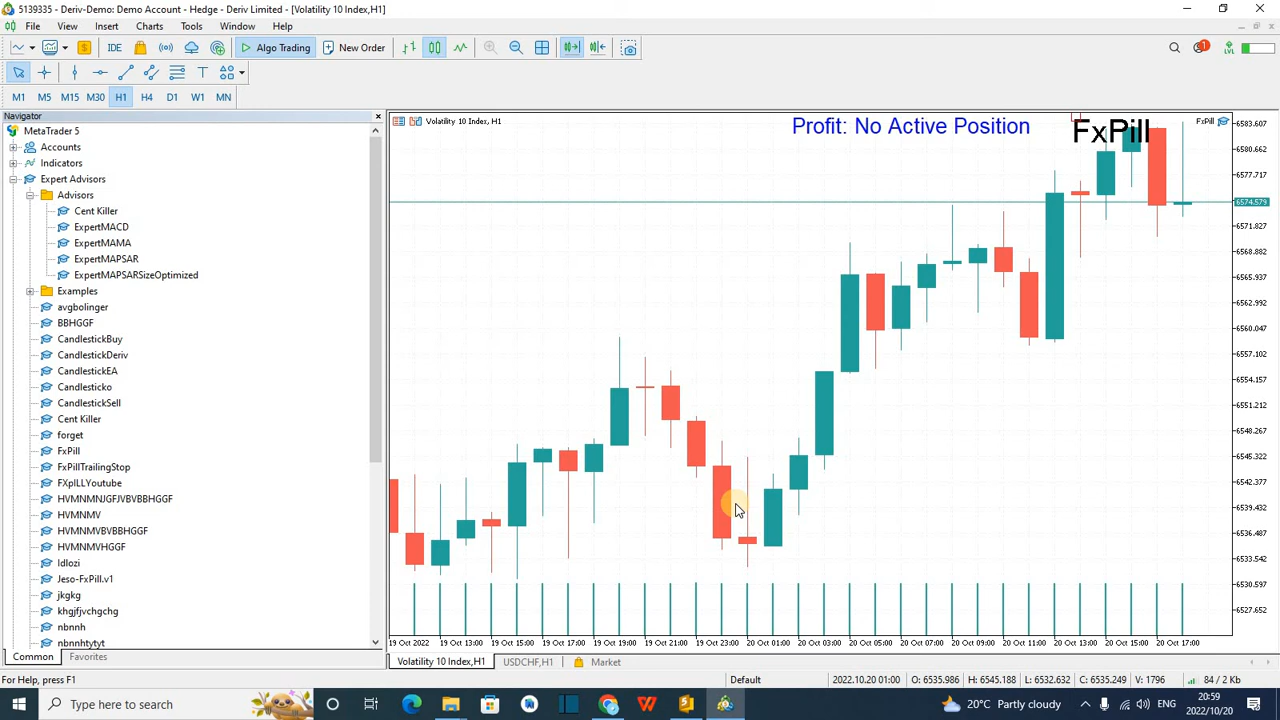 5139335 - Deriv-Demo: Demo Account - Hedge - Deriv Limited - [Volatility 10 Index,H1]
File View Insert Charts Tools Window Help
IDE Algo Trading New Order 1 LVL
T
M1 M5 M15 M30 H1 H4 D1 W1 MN
Navigator
MetaTrader 5
Accounts
Indicators
Expert Advisors
Advisors
Cent Killer
ExpertMACD
ExpertMAMA
ExpertMAPSAR
ExpertMAPSARSizeOptimized
Examples
avgbolinger
BBHGGF
CandlestickBuy
CandlestickDeriv
CandlestickEA
Candlesticko
CandlestickSell
Cent Killer
forget
FxPill
FxPillTrailingStop
FXpILLYoutube
HVMNMNJGFJVBVBBHGGF
HVMNMV
HVMNMVBVBBHGGF
HVMNMVHGGF
Idlozi
Jeso-FxPill.v1
jkgkg
khgjfjvchgchg
nbnnh
nbnnhtytyt
Common Favorites
Volatility 10 Index, H1
Profit: No Active Position
FxPill
FxPill
6583.607
6580.662
6577.717
6574.579
6571.827
6568.882
6565.937
6562.992
6560.047
6557.102
6554.157
6551.212
6548.267
6545.322
6542.377
6539.432
6536.487
6533.542
6530.597
6527.652
19 Oct 2022 19 Oct 13:00 19 Oct 15:00 19 Oct 17:00 19 Oct 19:00 19 Oct 21:00 19 Oct 23:00 20 Oct 01:00 20 Oct 03:00 20 Oct 05:00 20 Oct 07:00 20 Oct 09:00 20 Oct 11:00 20 Oct 13:00 20 Oct 15:00 20 Oct 17:00
Volatility 10 Index,H1 USDCHF,H1 Market
For Help, press F1 Default 2022.10.20 01:00 O: 6535.986 H: 6545.188 L: 6532.632 C: 6535.249 V: 1796 84 / 2 Kb
Type here to search
20°C Partly cloudy
ENG
20:59
2022/10/20